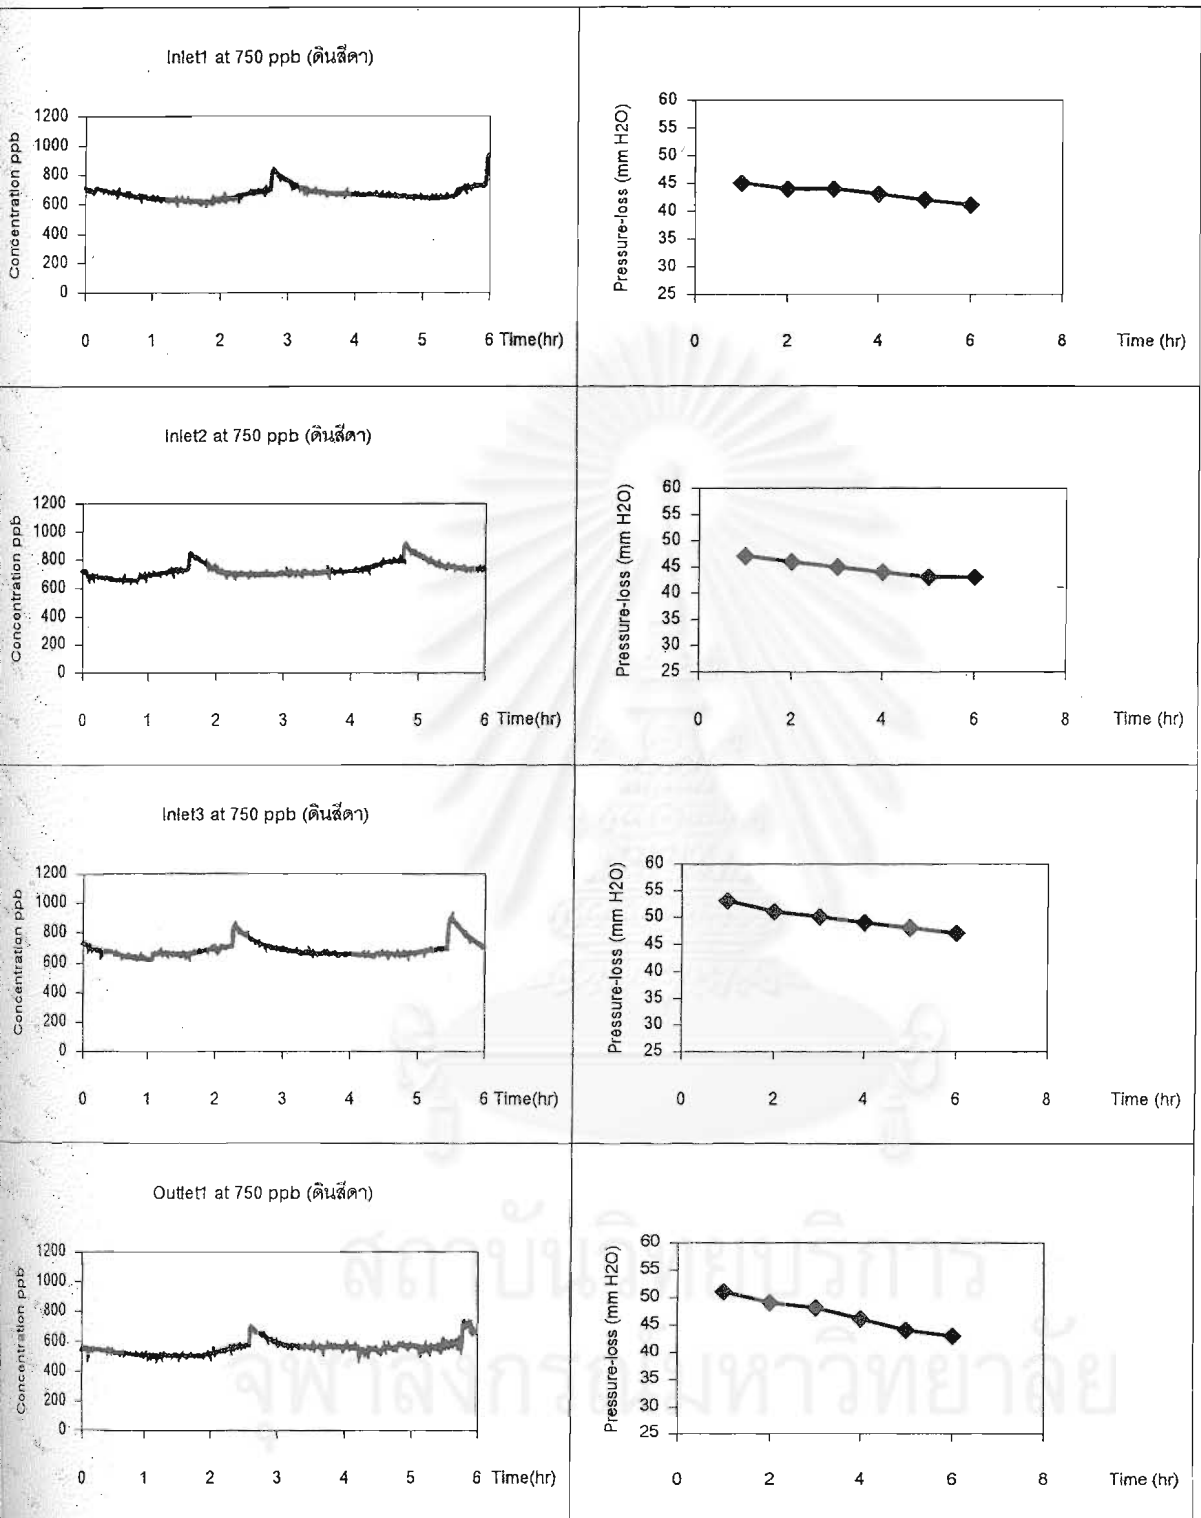 Inlet1 at 750 ppb (ดินสีดา)
Concentration ppb
1200
1000
800
600
400
200
0
0 1 2 3 4 5 6 Time(hr)
Pressure-loss (mm H2O)
60
55
50
45
40
35
30
25
0 2 4 6 8 Time (hr)
Inlet2 at 750 ppb (ดินสีดา)
Concentration ppb
1200
1000
800
600
400
200
0
0 1 2 3 4 5 6 Time(hr)
Pressure-loss (mm H2O)
60
55
50
45
40
35
30
25
0 2 4 6 8 Time (hr)
Inlet3 at 750 ppb (ดินสีดา)
Concentration ppb
1200
1000
800
600
400
200
0
0 1 2 3 4 5 6 Time(hr)
Pressure-loss (mm H2O)
60
55
50
45
40
35
30
25
0 2 4 6 8 Time (hr)
Outlet1 at 750 ppb (ดินสีดา)
Concentration ppb
1200
1000
800
600
400
200
0
0 1 2 3 4 5 6 Time(hr)
Pressure-loss (mm H2O)
60
55
50
45
40
35
30
25
0 2 4 6 8 Time (hr)
สถาบันวิทยบริการ
จุฬาลงกรณ์มหาวิทยาลัย